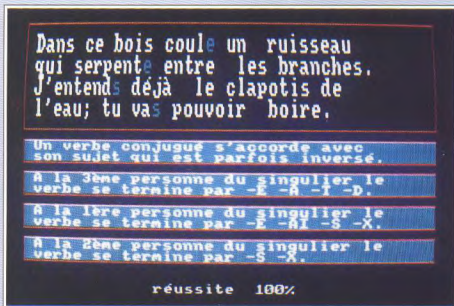 Dans ce bois coule un ruisseau
qui serpente entre les branches.
J'entends déjà le clapotis de
l'eau; tu vas pouvoir boire.
Un verbe conjugué s'accorde avec
son sujet qui est parfois inversé.
A la 3ème personne du singulier le
verbe se termine par -E -A -T -D.
A la 1ère personne du singulier le
verbe se termine par -E -AI -S -X.
A la 2ème personne du singulier le
verbe se termine par -S -X.
réussite 100%